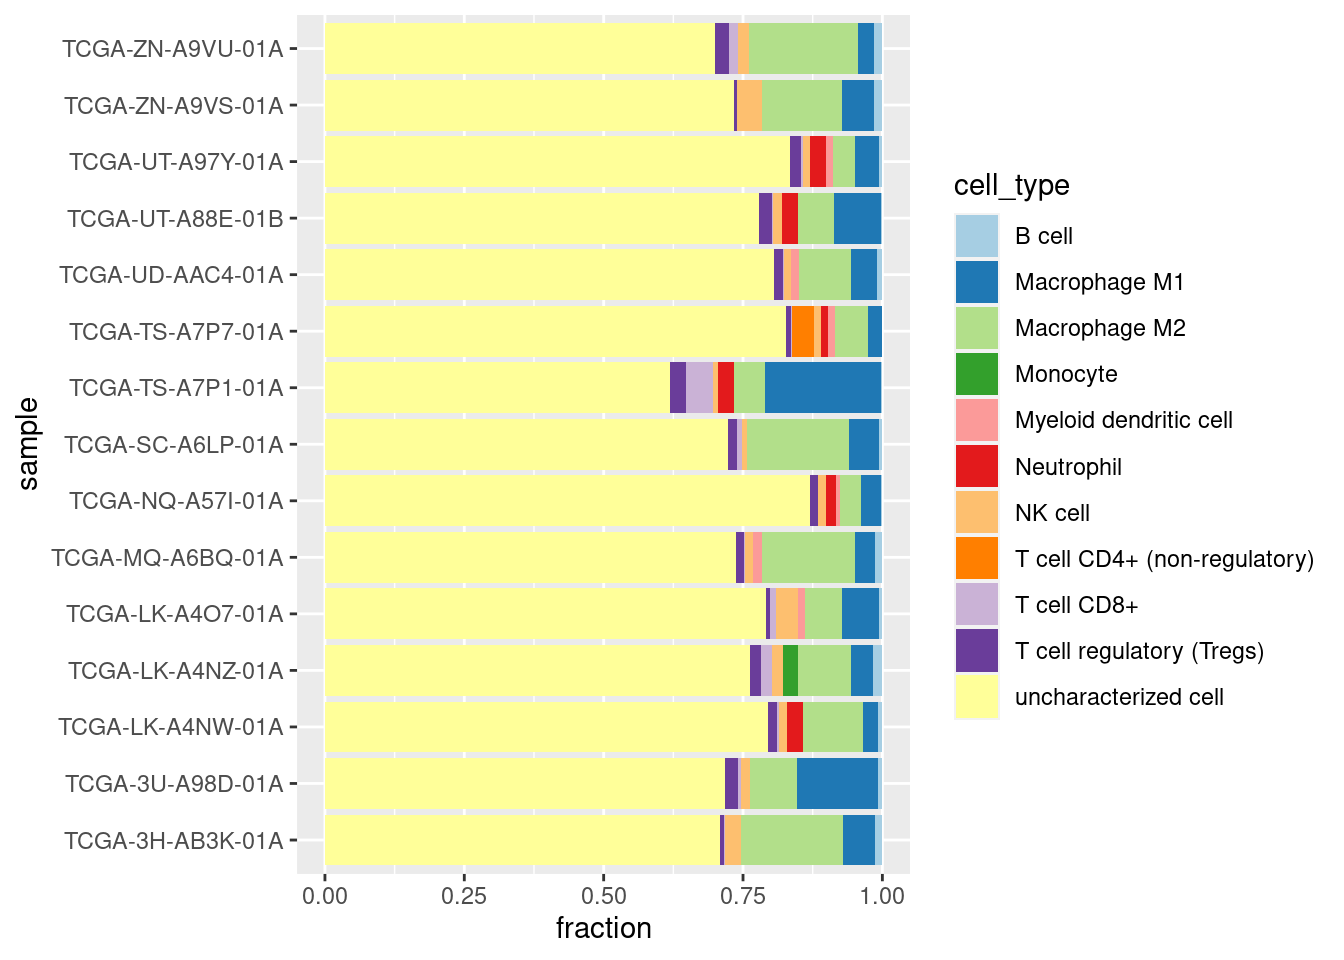 TCGA-ZN-A9VU-01A
TCGA-ZN-A9VS-01A
TCGA-UT-A97Y-01A
TCGA-UT-A88E-01B
TCGA-UD-AAC4-01A
TCGA-TS-A7P7-01A
TCGA-TS-A7P1-01A
TCGA-SC-A6LP-01A
TCGA-NQ-A57I-01A
TCGA-MQ-A6BQ-01A
TCGA-LK-A4O7-01A
TCGA-LK-A4NZ-01A
TCGA-LK-A4NW-01A
TCGA-3U-A98D-01A
TCGA-3H-AB3K-01A
sample
0.00 0.25 0.50 0.75 1.00
fraction
cell_type
B cell
Macrophage M1
Macrophage M2
Monocyte
Myeloid dendritic cell
Neutrophil
NK cell
T cell CD4+ (non-regulatory)
T cell CD8+
T cell regulatory (Tregs)
uncharacterized cell